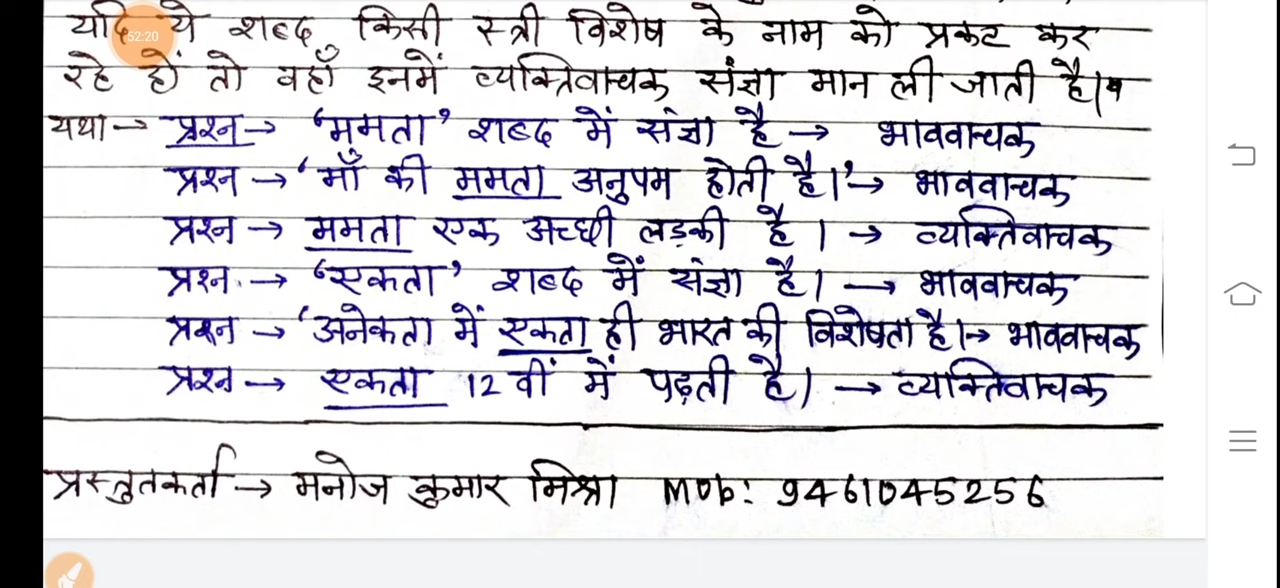 यदि ये शब्द किसी स्त्री विशेष के नाम को प्रकट कर
52:20
रहे हों तो वहाँ इनमें व्यक्तिवाचक संज्ञा मान ली जाती है।
यथा → प्रश्न → 'ममता' शब्द में संज्ञा है → भाववाचक
प्रश्न → 'माँ की ममता अनुपम होती है।' → भाववाचक
प्रश्न → ममता एक अच्छी लड़की है। → व्यक्तिवाचक
प्रश्न → 'एकता' शब्द में संज्ञा है। → भाववाचक
प्रश्न → 'अनेकता में एकता ही भारत की विशेषता है।→ भाववाचक
प्रश्न → एकता 12 वीं में पढ़ती है। → व्यक्तिवाचक
प्रस्तुतकर्ता → मनोज कुमार मिश्रा Mob: 9461045256